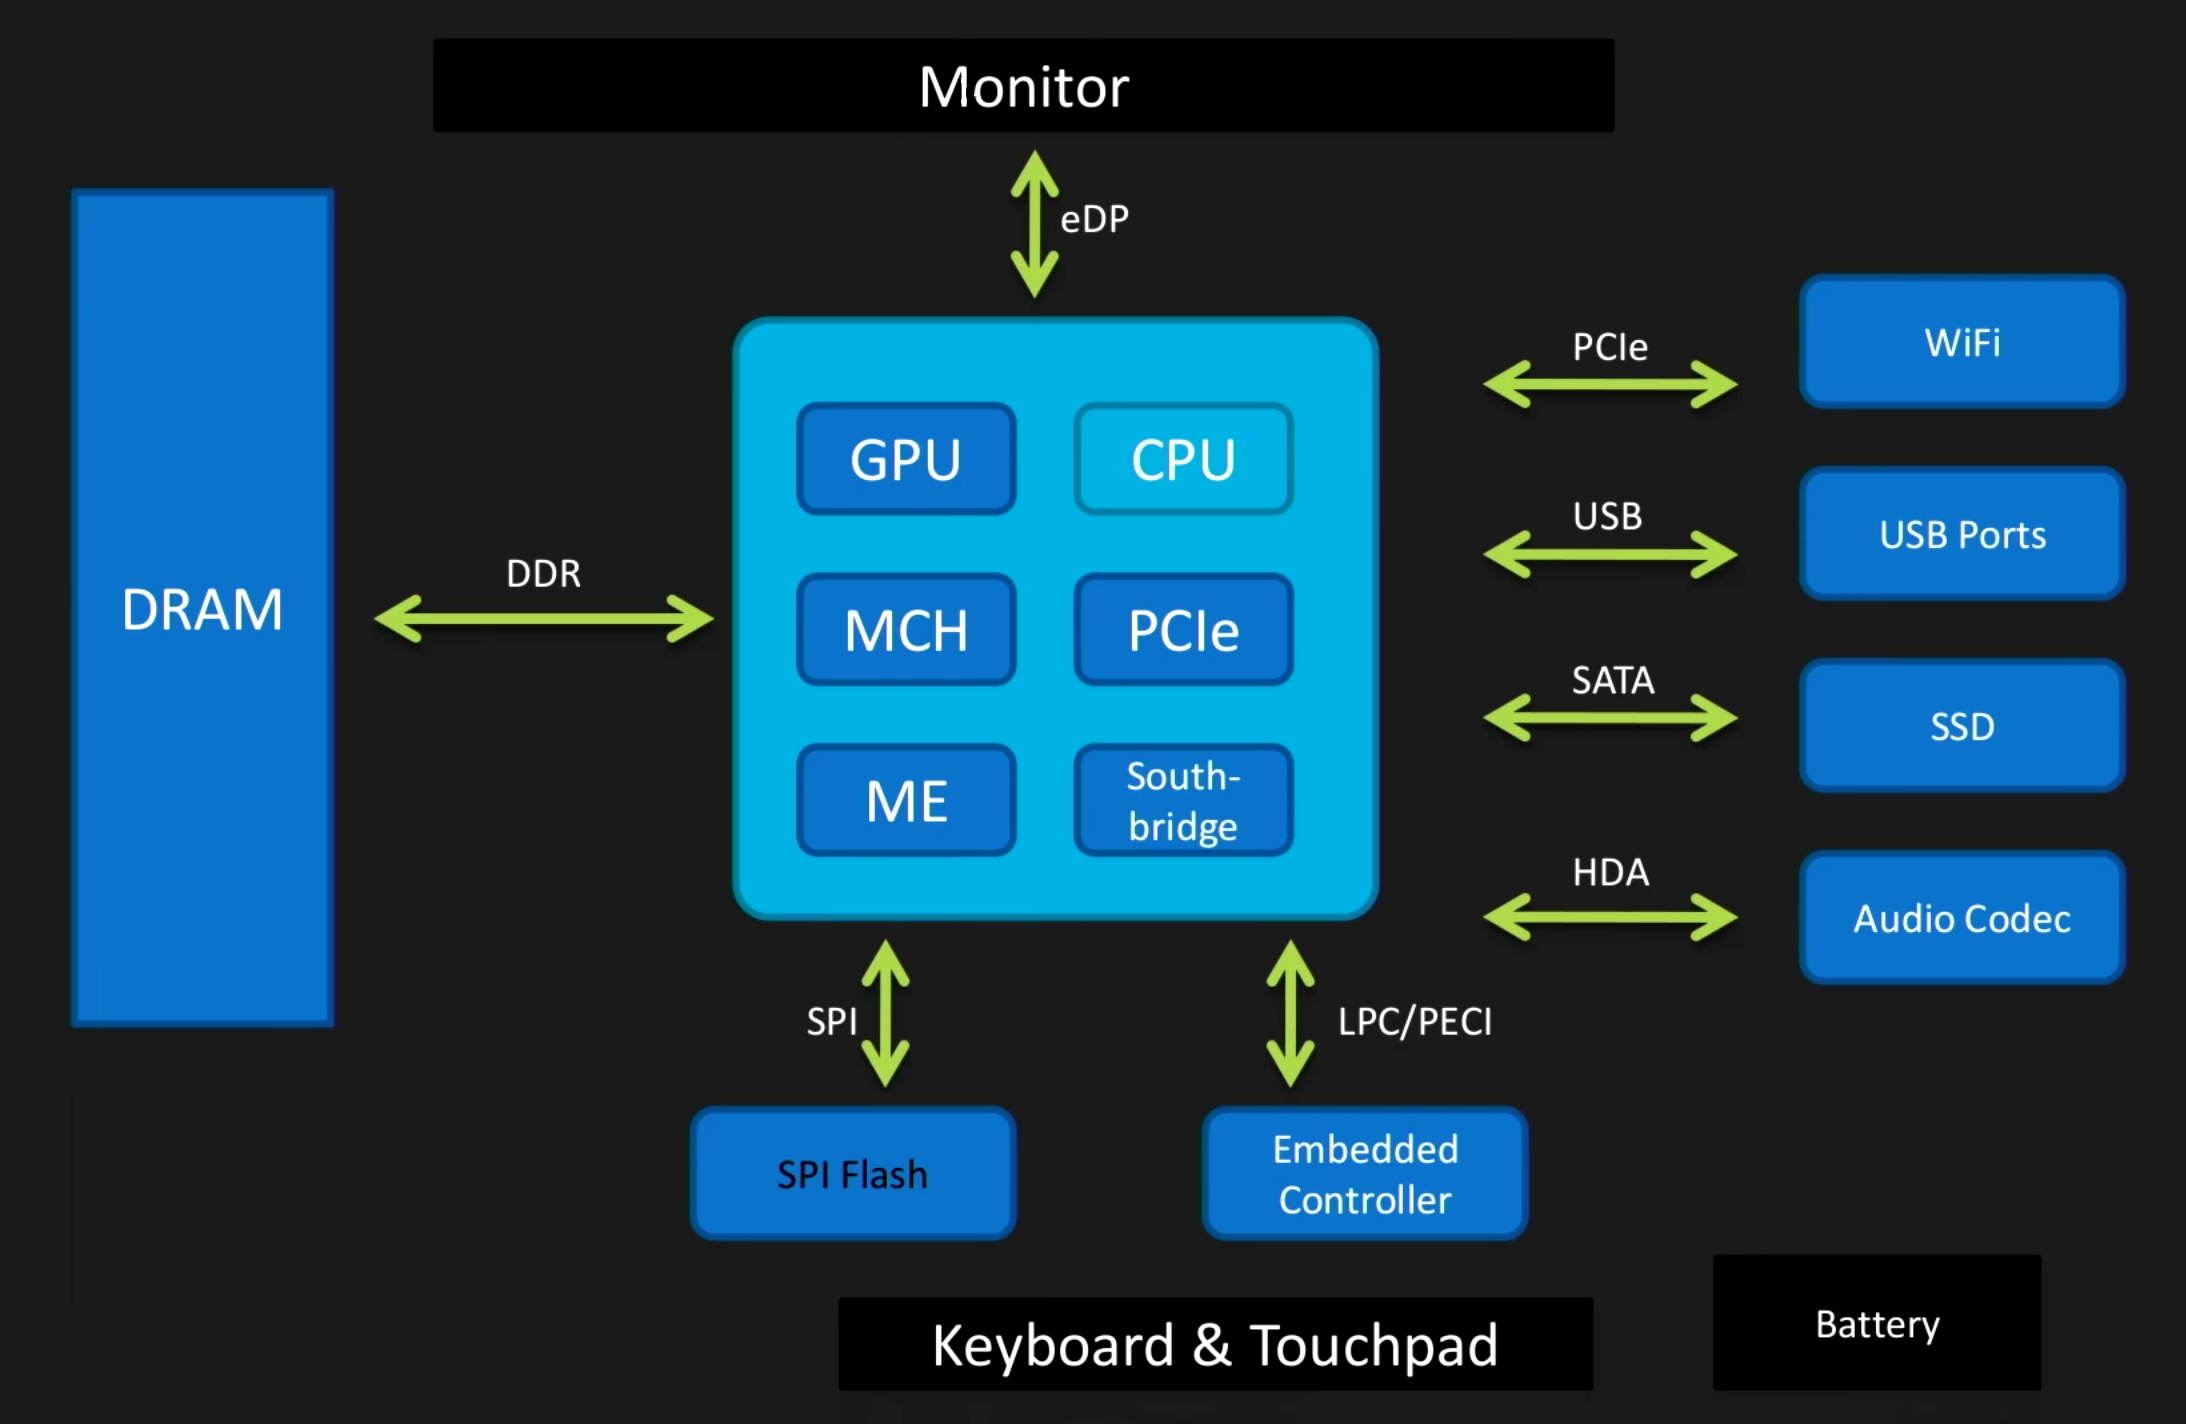 Monitor
eDP
DRAM
DDR
GPU
CPU
MCH
PCIe
ME
South-
bridge
PCIe
WiFi
USB
USB Ports
SATA
SSD
HDA
Audio Codec
SPI
LPC/PECI
SPI Flash
Embedded
Controller
Keyboard & Touchpad
Battery